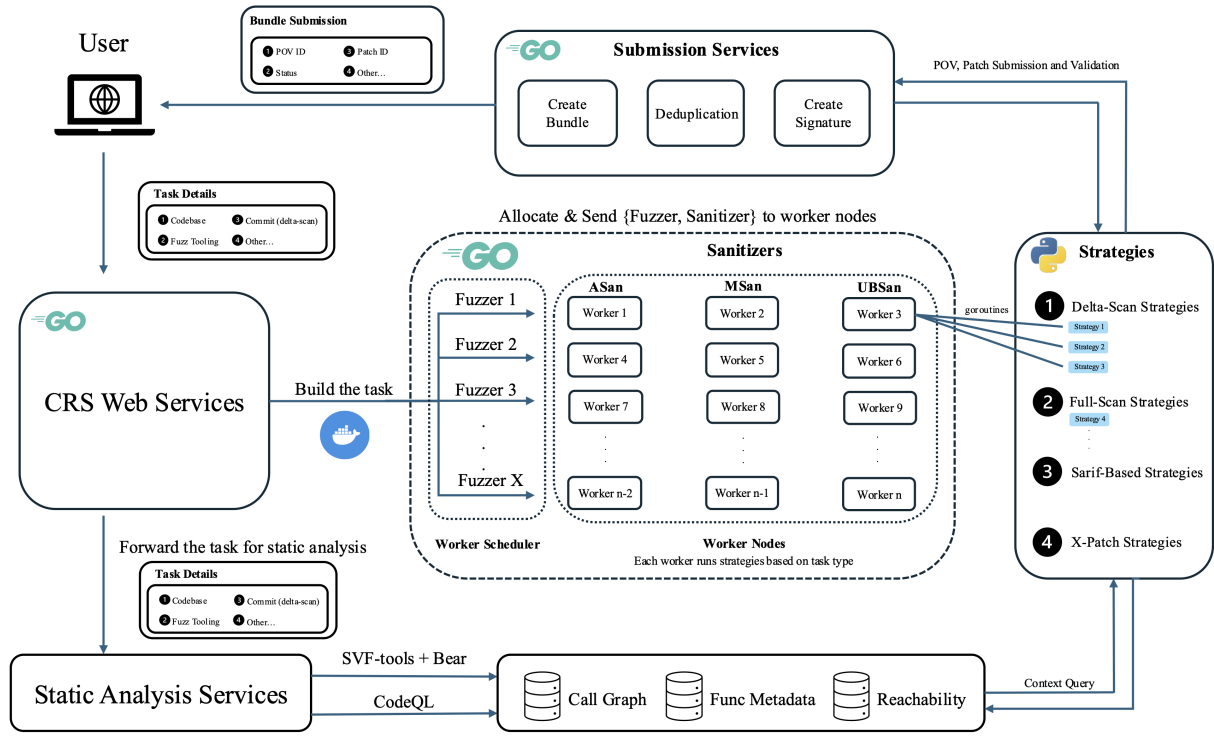 User
Bundle Submission
1 POV ID
3 Patch ID
2 Status
4 Other...
GO
Submission Services
Create
Bundle
Deduplication
Create
Signature
POV, Patch Submission and Validation
Task Details
1 Codebase
3 Commit (delta-scan)
2 Fuzz Tooling
4 Other...
GO
CRS Web Services
Build the task
Allocate & Send {Fuzzer, Sanitizer} to worker nodes
GO
Fuzzer 1
Fuzzer 2
Fuzzer 3
Fuzzer X
Worker Scheduler
Sanitizers
ASan
MSan
UBSan
Worker 1
Worker 2
Worker 3
Worker 4
Worker 5
Worker 6
Worker 7
Worker 8
Worker 9
Worker n-2
Worker n-1
Worker n
Worker Nodes
Each worker runs strategies based on task type
goroutines
Strategies
1 Delta-Scan Strategies
Strategy 1
Strategy 2
Strategy 3
2 Full-Scan Strategies
Strategy 4
3 Sarif-Based Strategies
4 X-Patch Strategies
Forward the task for static analysis
Task Details
1 Codebase
3 Commit (delta-scan)
2 Fuzz Tooling
4 Other...
Static Analysis Services
SVF-tools + Bear
CodeQL
Call Graph
Func Metadata
Reachability
Context Query